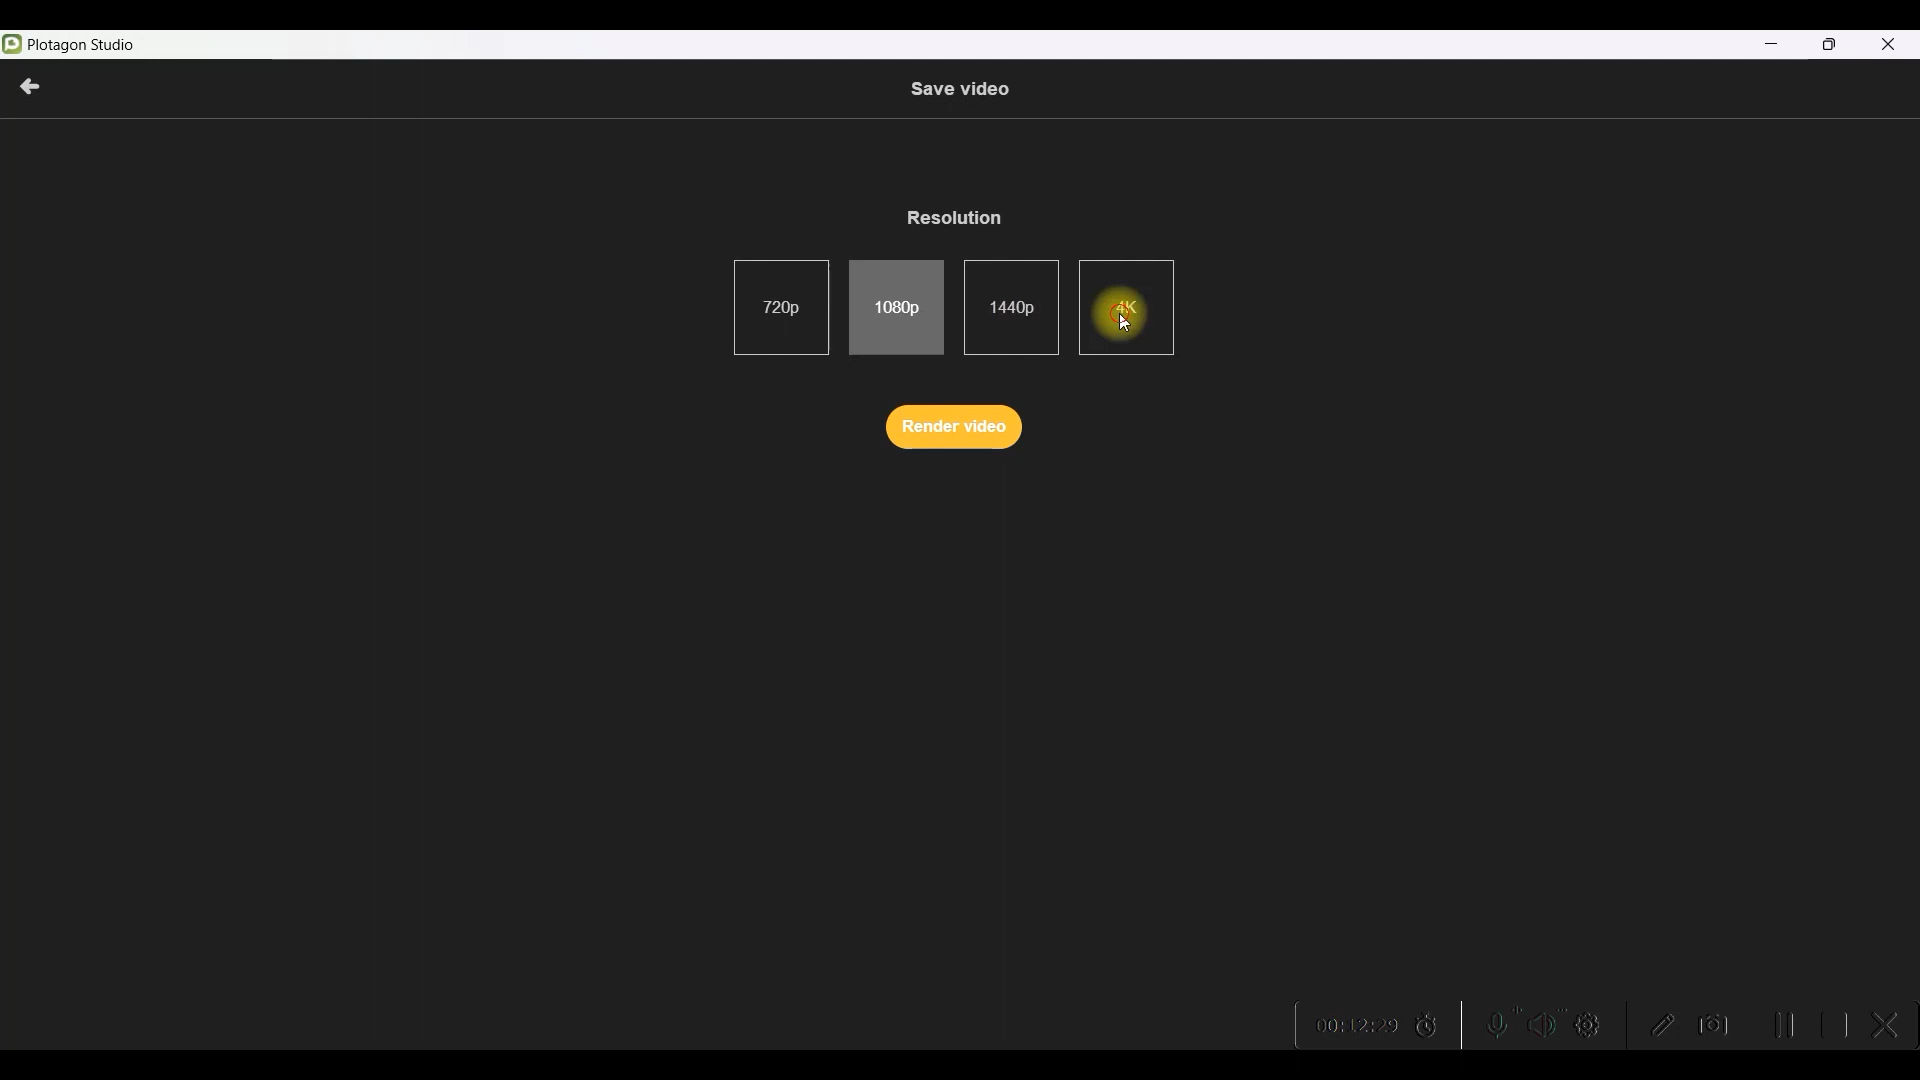 Plotagon Studio
Save video
Resolution
720p
1080p
1440p
4K
Render video
00:12:29